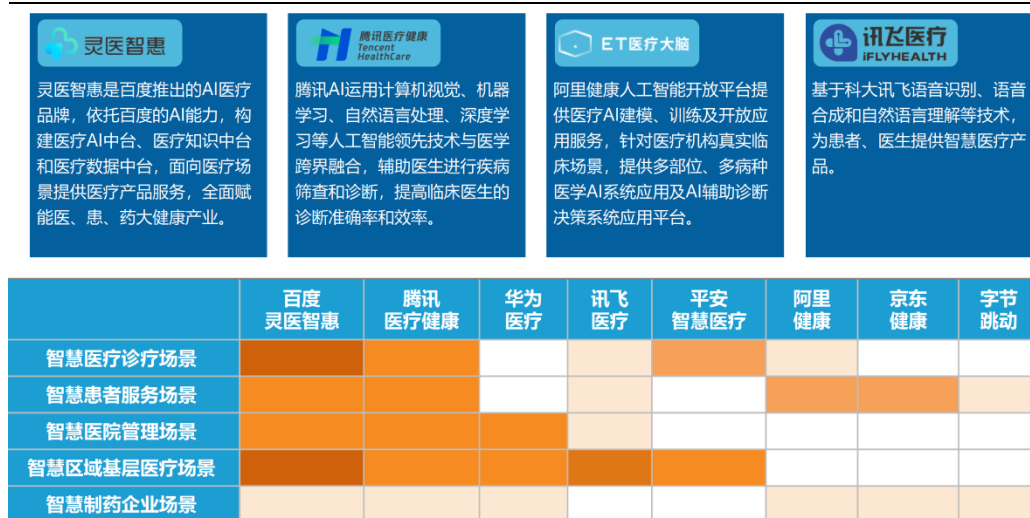 灵医智惠
灵医智惠是百度推出的AI医疗
品牌，依托百度的AI能力，构
建医疗AI中台、医疗知识中台
和医疗数据中台，面向医疗场
景提供医疗产品服务，全面赋
能医、患、药大健康产业。
腾讯医疗健康
Tencent
HealthCare
腾讯AI运用计算机视觉、机器
学习、自然语言处理、深度学
习等人工智能领先技术与医学
跨界融合，辅助医生进行疾病
筛查和诊断，提高临床医生的
诊断准确率和效率。
ET医疗大脑
阿里健康人工智能开放平台提
供医疗AI建模、训练及开放应
用服务，针对医疗机构真实临
床场景，提供多部位、多病种
医学AI系统应用及AI辅助诊断
决策系统应用平台。
讯飞医疗
iFLYHEALTH
基于科大讯飞语音识别、语音
合成和自然语言理解等技术，
为患者、医生提供智慧医疗产
品。
百度 腾讯 华为 讯飞 平安 阿里 京东 字节
灵医智惠 医疗健康 医疗 医疗 智慧医疗 健康 健康 跳动
智慧医疗诊疗场景
智慧患者服务场景
智慧医院管理场景
智慧区域基层医疗场景
智慧制药企业场景